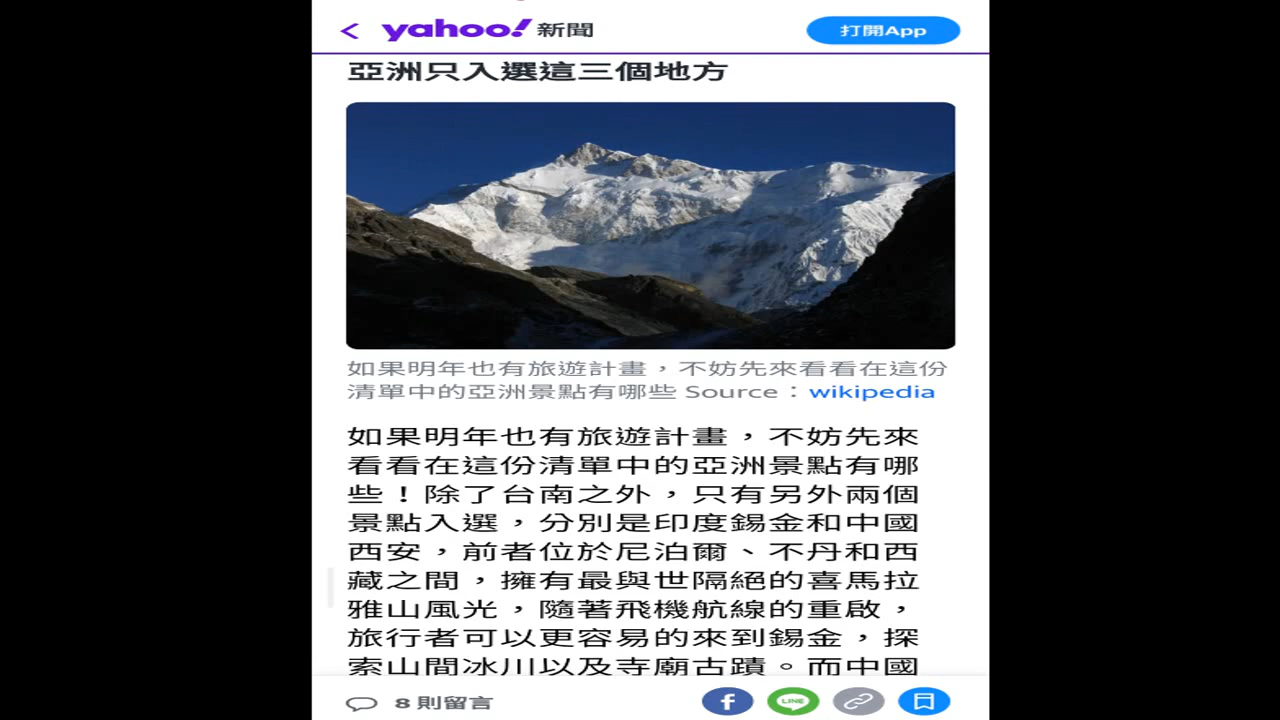 yahoo!新聞
打開App
亞洲只入選這三個地方
如果明年也有旅遊計畫，不妨先來看看在這份
清單中的亞洲景點有哪些 Source：wikipedia
如果明年也有旅遊計畫，不妨先來
看看在這份清單中的亞洲景點有哪
些！除了台南之外，只有另外兩個
景點入選，分別是印度錫金和中國
西安，前者位於尼泊爾、不丹和西
藏之間，擁有最與世隔絕的喜馬拉
雅山風光，隨著飛機航線的重啟，
旅行者可以更容易的來到錫金，探
索山間冰川以及寺廟古蹟。而中國
8 則留言
LINE